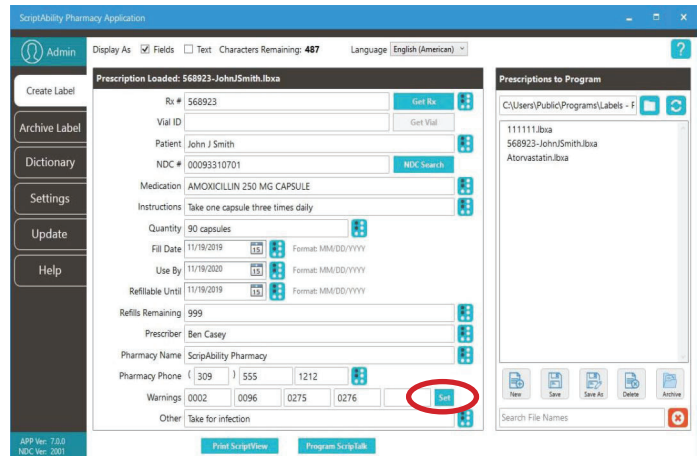 ScriptAbility Pharmacy Application
Admin
Display As Fields Text Characters Remaining: 487 Language English (American)
?
Create Label
Archive Label
Dictionary
Settings
Update
Help
APP Ver: 7.0.0
NDC Ver: 2001
Prescription Loaded: 568923-JohnJSmith.lbxa
Rx # 568923 Get Rx
Vial ID Get Vial
Patient John J Smith
NDC # 00093310701 NDC Search
Medication AMOXICILLIN 250 MG CAPSULE
Instructions Take one capsule three times daily
Quantity 90 capsules
Fill Date 11/19/2019 15 Format: MM/DD/YYYY
Use By 11/19/2020 15 Format: MM/DD/YYYY
Refillable Until 11/19/2019 15 Format: MM/DD/YYYY
Refills Remaining 999
Prescriber Ben Casey
Pharmacy Name ScripAbility Pharmacy
Pharmacy Phone ( 309 ) 555 1212
Warnings 0002 0096 0275 0276 Set
Other Take for infection
Print ScriptView Program ScripTalk
Prescriptions to Program
C:\Users\Public\Programs\Labels - F
111111.lbxa
568923-JohnJSmith.lbxa
Atorvastatin.lbxa
New Save Save As Delete Archive
Search File Names